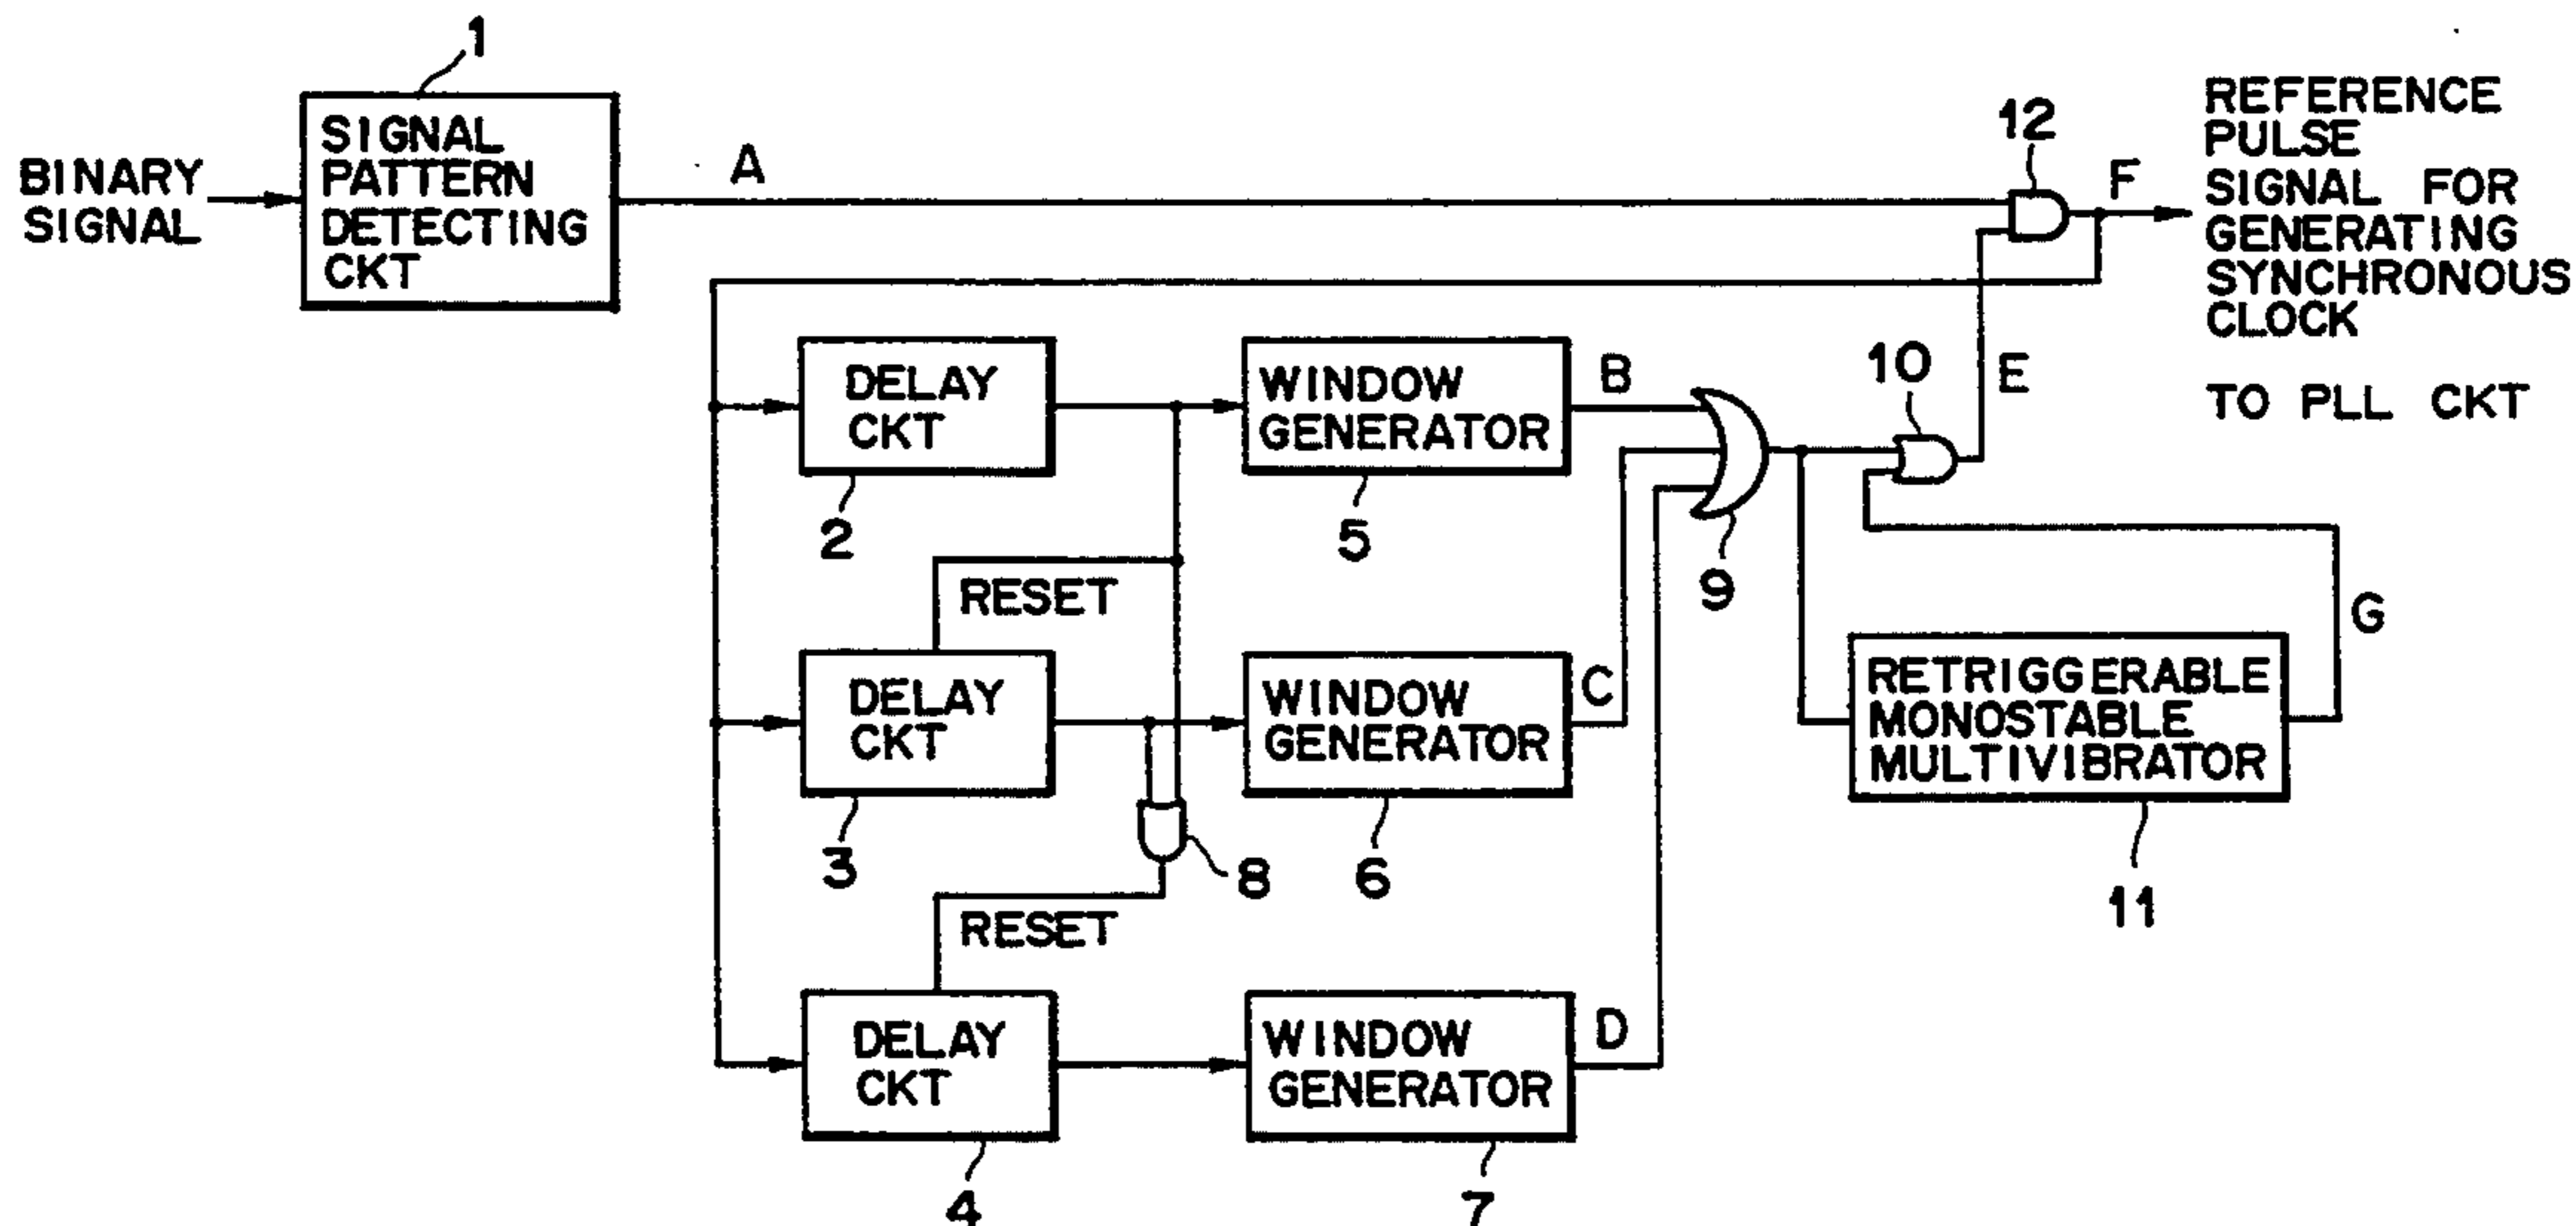 1
BINARY
SIGNAL
SIGNAL
PATTERN
DETECTING
CKT
A
12
F
REFERENCE
PULSE
SIGNAL FOR
GENERATING
SYNCHRONOUS
CLOCK
TO PLL CKT
DELAY
CKT
2
WINDOW
GENERATOR
5
B
9
10
E
RESET
DELAY
CKT
3
WINDOW
GENERATOR
6
C
8
RETRIGGERABLE
MONOSTABLE
MULTIVIBRATOR
11
G
RESET
DELAY
CKT
4
WINDOW
GENERATOR
7
D